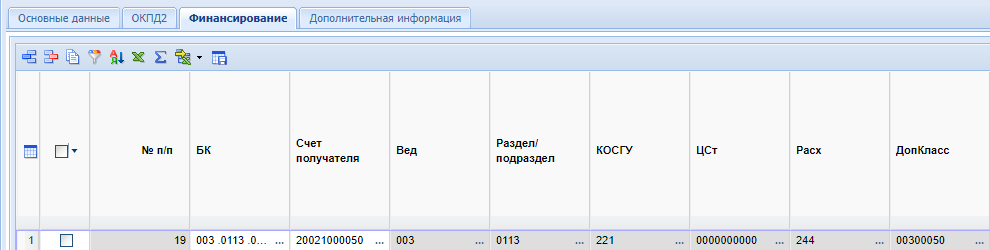 Основные данные ОКПД2 Финансирование Дополнительная информация
№ п/п БК Счет получателя Вед Раздел/ подраздел КОСГУ ЦСт Расх ДопКласс
1 19 003 .0113 .0... ... 20021000050 ... 003 ... 0113 ... 221 ... 0000000000 ... 244 ... 00300050 ...